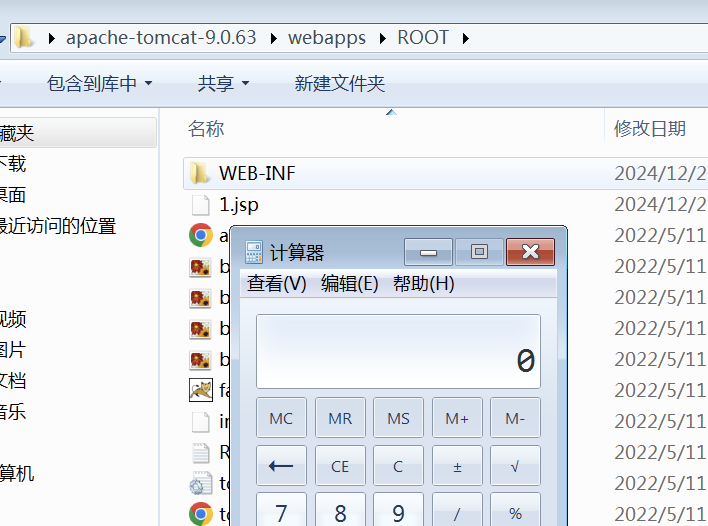 apache-tomcat-9.0.63 webapps ROOT
包含到库中 共享 新建文件夹
名称 修改日期
藏夹
下载
桌面
最近访问的位置
视频
图片
文档
音乐
算机
WEB-INF 2024/12/2
1.jsp 2024/12/2
a 2022/5/11
b 2022/5/11
b 2022/5/11
b 2022/5/11
b 2022/5/11
fa 2022/5/11
in 2022/5/11
R 2022/5/11
to 2022/5/11
to 2022/5/11
计算器
查看(V) 编辑(E) 帮助(H)
0
MC MR MS M+ M-
← CE C ± √
7 8 9 / %